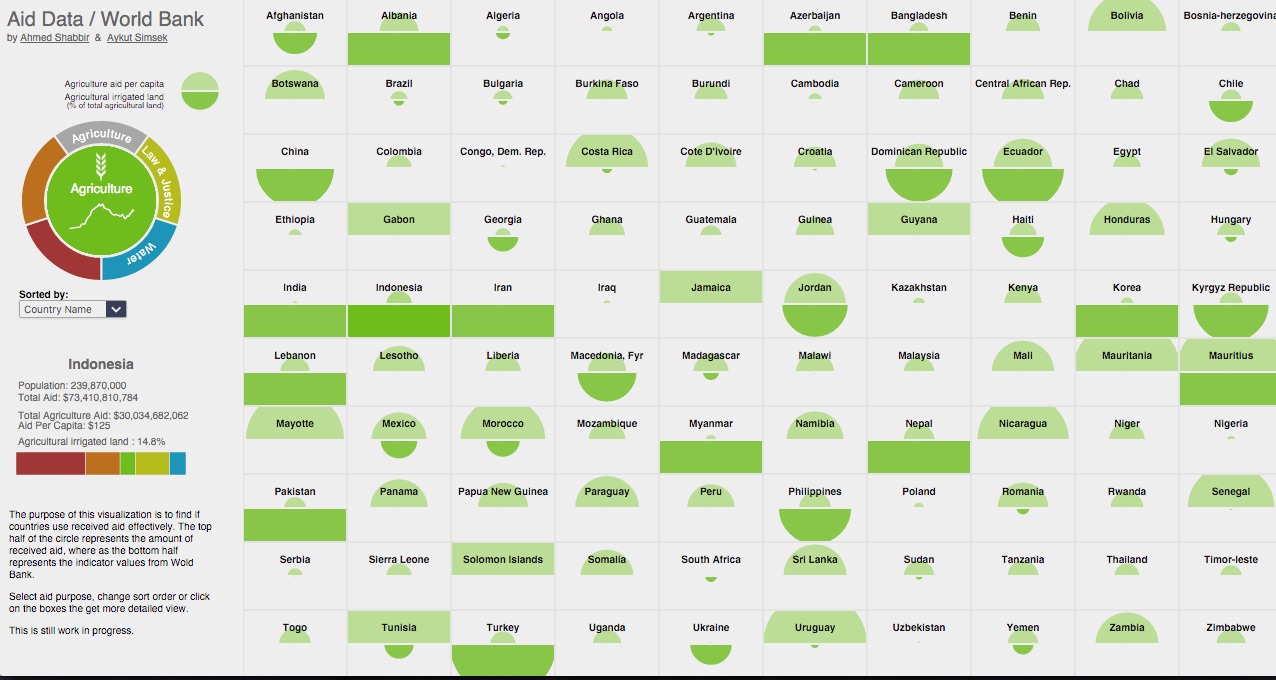 Aid Data / World Bank
by Ahmed Shabbir & Aykut Simsek
Agriculture aid per capita
Agricultural irrigated land
(% of total agricultural land)
Agriculture
Law & Justice
Agriculture
Water
Sorted by:
Country Name
Indonesia
Population: 239,870,000
Total Aid: $73,410,810,784
Total Agriculture Aid: $30,034,682,062
Aid Per Capita: $125
Agricultural irrigated land : 14.8%
The purpose of this visualization is to find if
countries use received aid effectively. The top
half of the circle represents the amount of
received aid, where as the bottom half
represents the indicator values from Wold
Bank.
Select aid purpose, change sort order or click
on the boxes the get more detailed view.
This is still work in progress.
Afghanistan Albania Algeria Angola Argentina Azerbaijan Bangladesh Benin Bolivia Bosnia-herzegovina
Botswana Brazil Bulgaria Burkina Faso Burundi Cambodia Cameroon Central African Rep. Chad Chile
China Colombia Congo, Dem. Rep. Costa Rica Cote D'ivoire Croatia Dominican Republic Ecuador Egypt El Salvador
Ethiopia Gabon Georgia Ghana Guatemala Guinea Guyana Haiti Honduras Hungary
India Indonesia Iran Iraq Jamaica Jordan Kazakhstan Kenya Korea Kyrgyz Republic
Lebanon Lesotho Liberia Macedonia, Fyr Madagascar Malawi Malaysia Mali Mauritania Mauritius
Mayotte Mexico Morocco Mozambique Myanmar Namibia Nepal Nicaragua Niger Nigeria
Pakistan Panama Papua New Guinea Paraguay Peru Philippines Poland Romania Rwanda Senegal
Serbia Sierra Leone Solomon Islands Somalia South Africa Sri Lanka Sudan Tanzania Thailand Timor-leste
Togo Tunisia Turkey Uganda Ukraine Uruguay Uzbekistan Yemen Zambia Zimbabwe